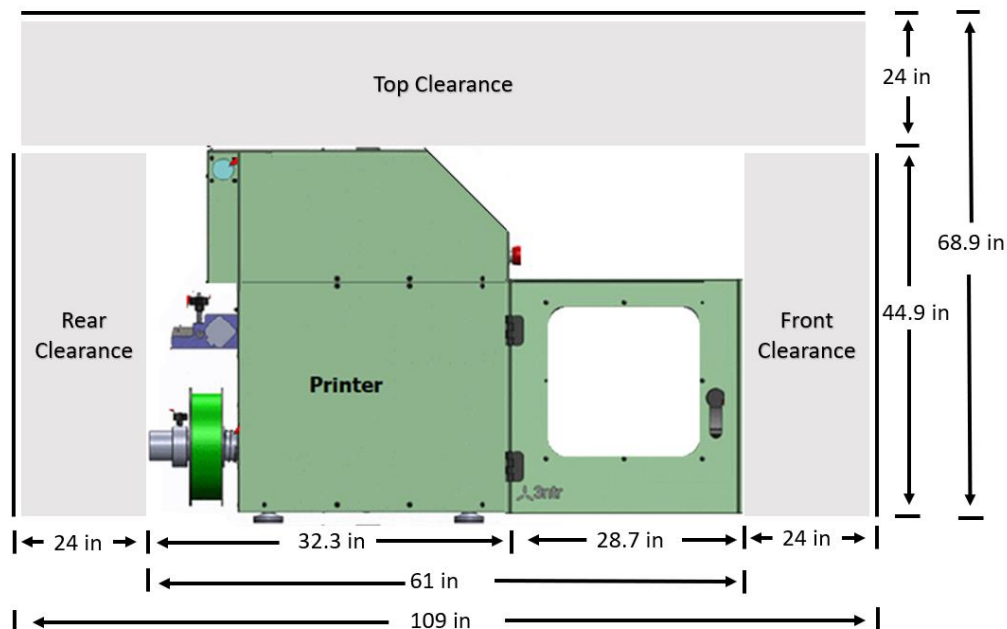 Top Clearance
24 in
68.9 in
44.9 in
Rear
Clearance
Front
Clearance
Printer
3ntr
24 in
32.3 in
28.7 in
24 in
61 in
109 in